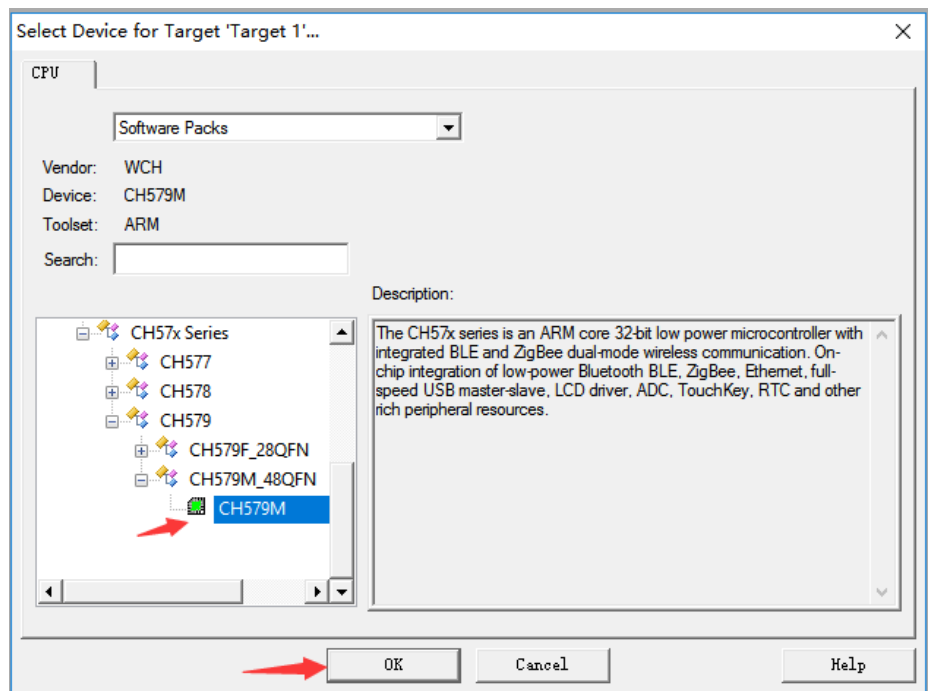 Select Device for Target 'Target 1'...
CPU
Software Packs
Vendor: WCH
Device: CH579M
Toolset: ARM
Search:
Description:
CH57x Series
CH577
CH578
CH579
CH579F_28QFN
CH579M_48QFN
CH579M
The CH57x series is an ARM core 32-bit low power microcontroller with
integrated BLE and ZigBee dual-mode wireless communication. On-
chip integration of low-power Bluetooth BLE, ZigBee, Ethernet, full-
speed USB master-slave, LCD driver, ADC, TouchKey, RTC and other
rich peripheral resources.
OK Cancel Help